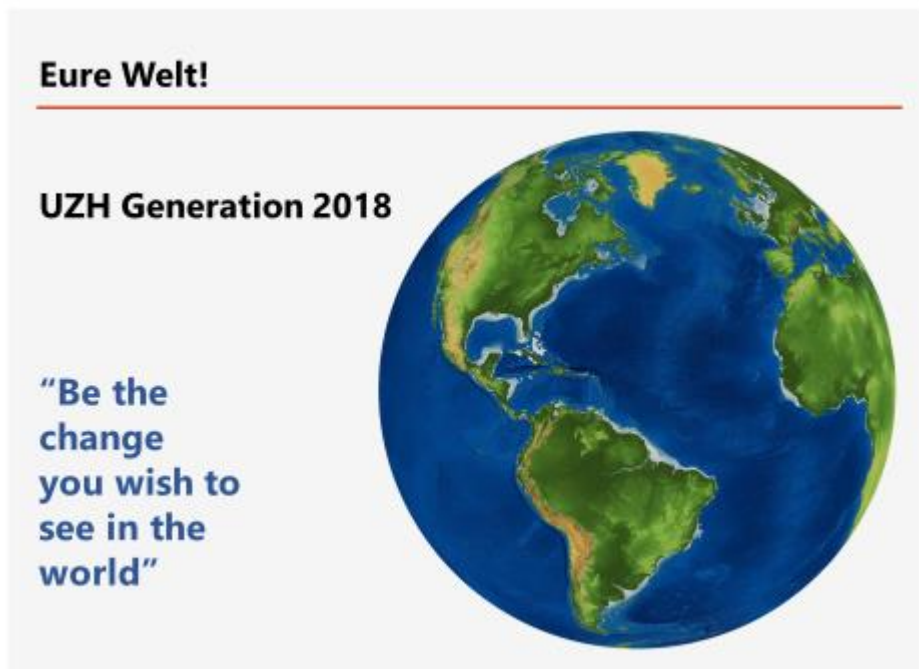 Eure Welt!
UZH Generation 2018
“Be the
change
you wish to
see in the
world”